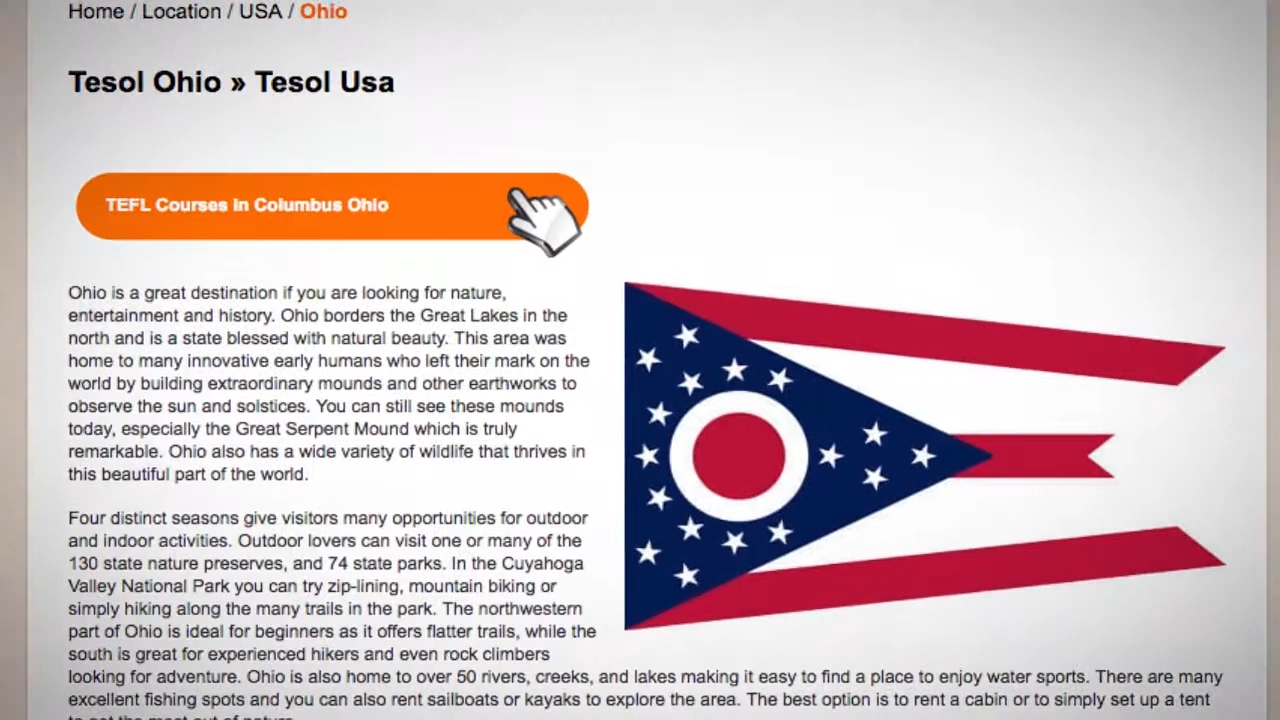 Home / Location / USA / Ohio
Tesol Ohio » Tesol Usa
TEFL Courses in Columbus Ohio
Ohio is a great destination if you are looking for nature,
entertainment and history. Ohio borders the Great Lakes in the
north and is a state blessed with natural beauty. This area was
home to many innovative early humans who left their mark on the
world by building extraordinary mounds and other earthworks to
observe the sun and solstices. You can still see these mounds
today, especially the Great Serpent Mound which is truly
remarkable. Ohio also has a wide variety of wildlife that thrives in
this beautiful part of the world.
Four distinct seasons give visitors many opportunities for outdoor
and indoor activities. Outdoor lovers can visit one or many of the
130 state nature preserves, and 74 state parks. In the Cuyahoga
Valley National Park you can try zip-lining, mountain biking or
simply hiking along the many trails in the park. The northwestern
part of Ohio is ideal for beginners as it offers flatter trails, while the
south is great for experienced hikers and even rock climbers
looking for adventure. Ohio is also home to over 50 rivers, creeks, and lakes making it easy to find a place to enjoy water sports. There are many
excellent fishing spots and you can also rent sailboats or kayaks to explore the area. The best option is to rent a cabin or to simply set up a tent
to get the most out of nature.